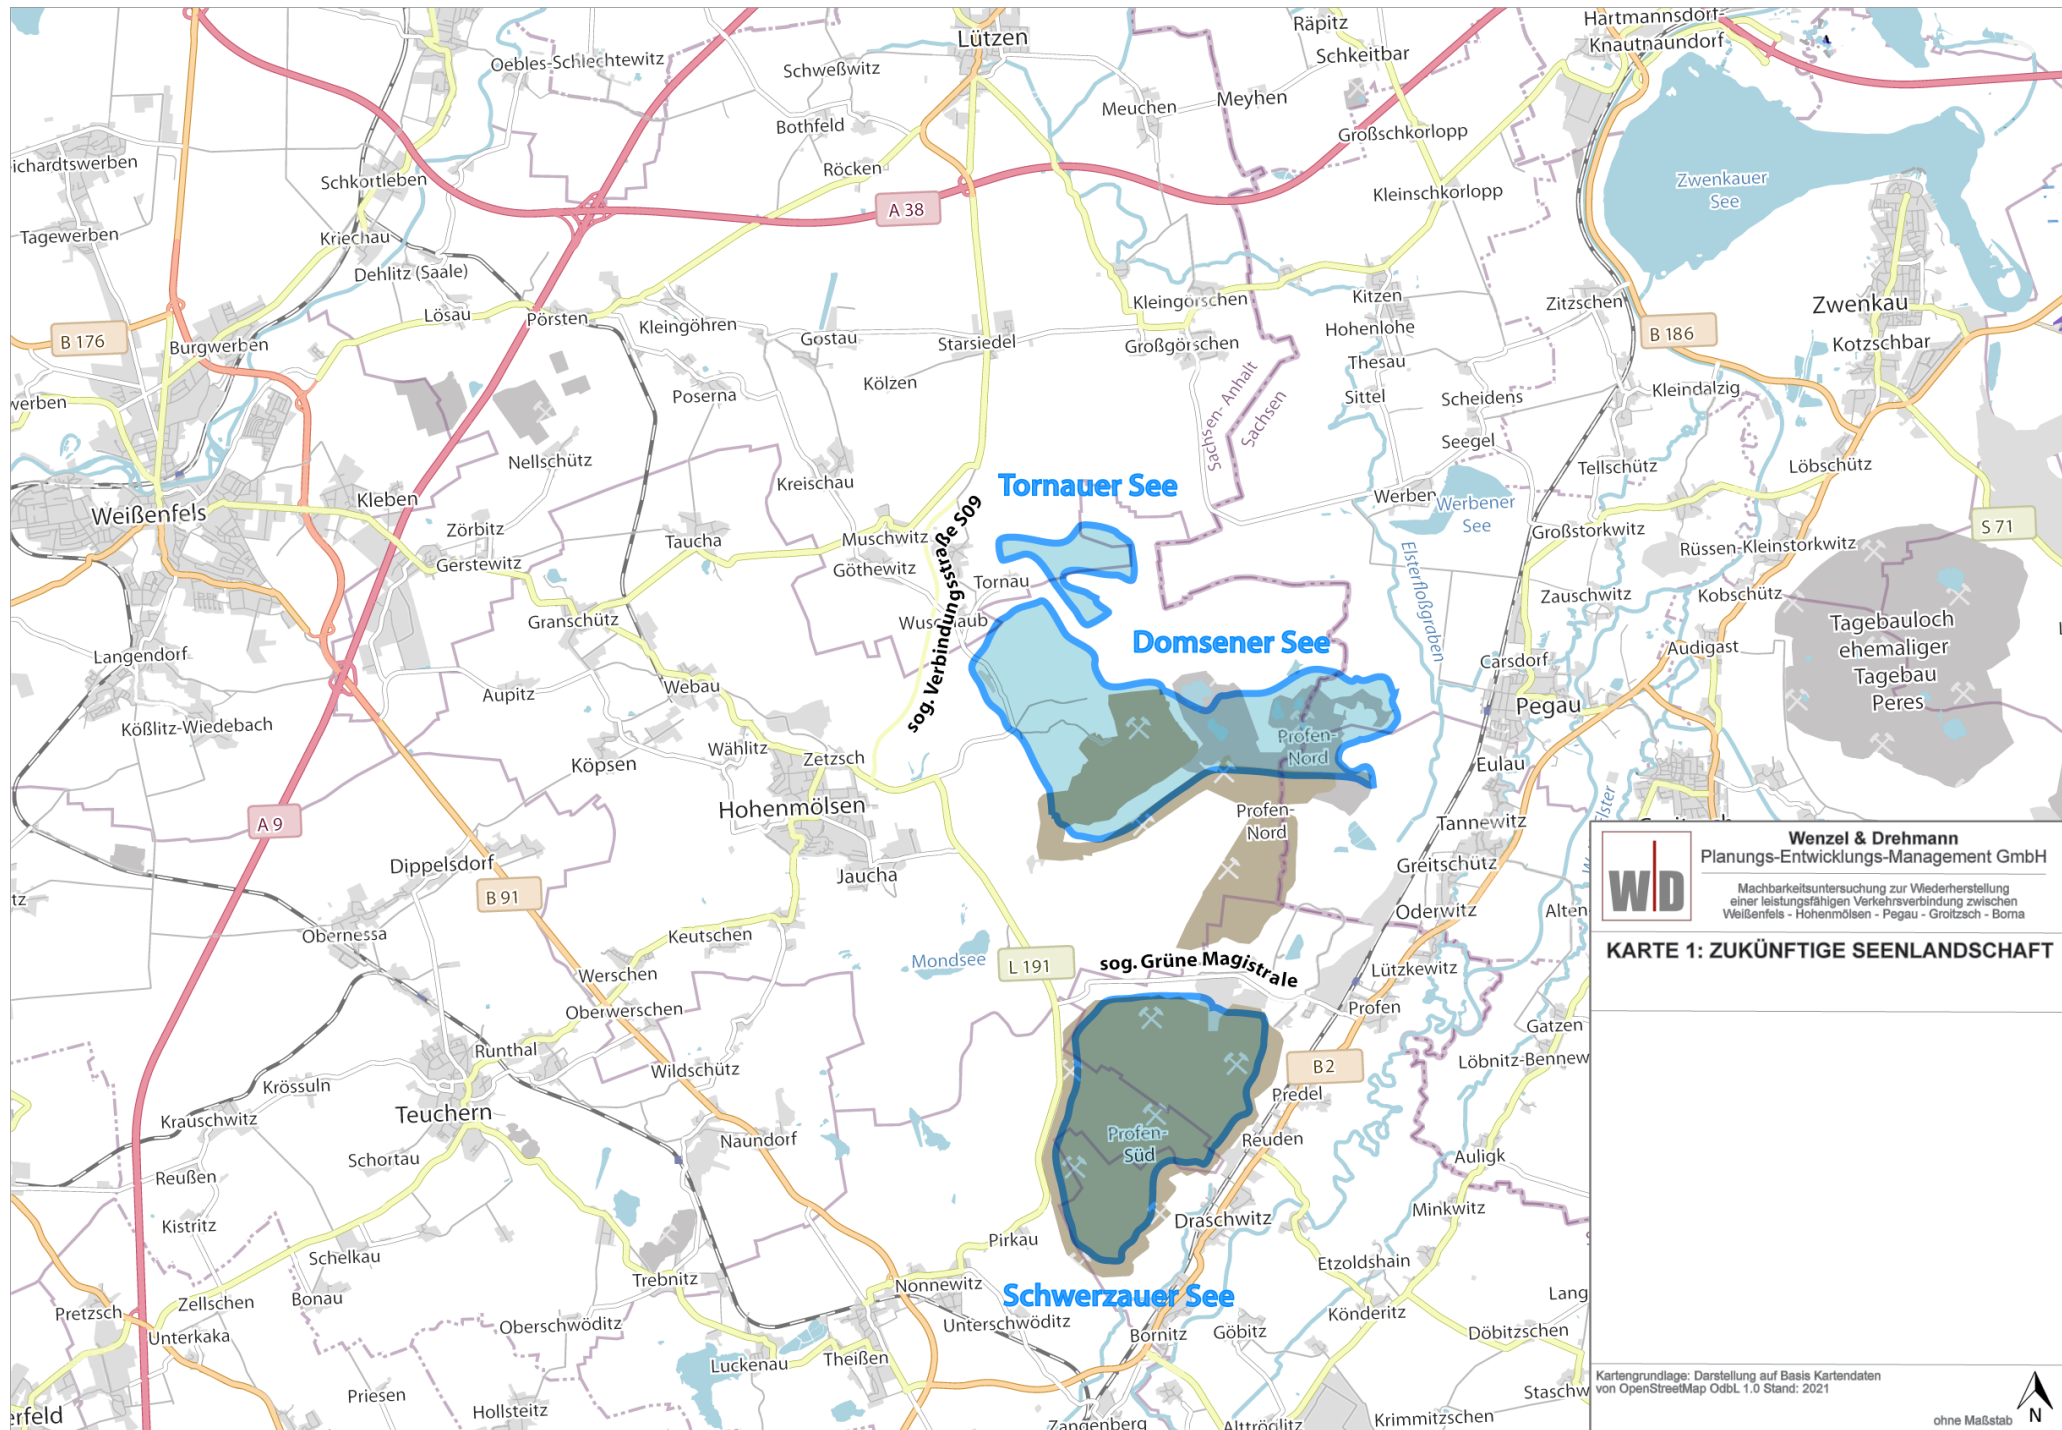 Lützen
Räpitz
Hartmannsdorf-
Knautnaundorf
Schkeitbar
Oebles-Schlechtewitz
Schweßwitz
Meuchen
Meyhen
Bothfeld
Großschkorlopp
ichardtswerben
Schkortleben
Röcken
Kleinschkorlopp
Zwenkauer
See
A 38
Tagewerben
Kriechau
Dehlitz (Saale)
Lösau
Pörsten
Kleingöhren
Gostau
Starsiedel
Kleingörschen
Großgörschen
Kitzen
Hohenlohe
Zitzschen
Zwenkau
B 186
B 176
Burgwerben
Kotzschbar
Thesau
Kölzen
Poserna
Sachsen-Anhalt
Sachsen
Sittel
Scheidens
Kleindalzig
werben
Seegel
Nellschütz
Kreischau
Tornauer See
Tellschütz
Löbschütz
Werben
Werbener
See
Kleben
Weißenfels
Zörbitz
Taucha
Muschwitz
sog. Verbindungsstraße S09
Großstorkwitz
S 71
Rüssen-Kleinstorkwitz
Gerstewitz
Göthewitz
Tornau
Elsterfloßgraben
Zauschwitz
Kobschütz
Granschütz
Wuschlaub
Domsener See
Tagebauloch
ehemaliger
Tagebau
Peres
Langendorf
Carsdorf
Audigast
Aupitz
Webau
Pegau
Kößlitz-Wiedebach
Wählitz
Zetzsch
Köpsen
Profen-
Nord
Eulau
Hohenmölsen
Profen-
Nord
Tannewitz
A 9
Dippelsdorf
Jaucha
Greitschütz
B 91
Oderwitz
Obernessa
Keutschen
Mondsee
L 191
sog. Grüne Magistrale
Lützkewitz
Werschen
Oberwerschen
Profen
Gatzen
Runthal
Wildschütz
B2
Löbnitz-Bennew
Krössuln
Predel
Krauschwitz
Teuchern
Naundorf
Profen-
Süd
Reuden
Auligk
Schortau
Reußen
Minkwitz
Kistritz
Draschwitz
Schelkau
Pirkau
Etzoldshain
Trebnitz
Nonnewitz
Schwerzauer See
Bonau
Zellschen
Pretzsch
Könderitz
Lang
Oberschwöditz
Unterschwöditz
Unterkaka
Bornitz
Göbitz
Döbitzschen
Luckenau
Theißen
Priesen
Staschw
Hollsteitz
erfeld
Zangenberg
Alttröglitz
Krimmitzschen
Alten
Elster
tz
W D
Wenzel & Drehmann
Planungs-Entwicklungs-Management GmbH
Machbarkeitsuntersuchung zur Wiederherstellung
einer leistungsfähigen Verkehrsverbindung zwischen
Weißenfels - Hohenmölsen - Pegau - Groitzsch - Borna
KARTE 1: ZUKÜNFTIGE SEENLANDSCHAFT
Kartengrundlage: Darstellung auf Basis Kartendaten
von OpenStreetMap OdbL 1.0 Stand: 2021
ohne Maßstab
N